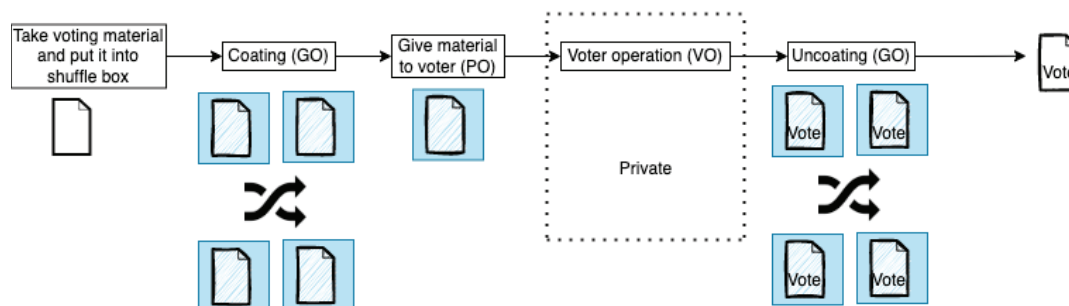 Take voting material
and put it into
shuffle box
Coating (GO)
Give material
to voter (PO)
Voter operation (VO)
Uncoating (GO)
Vote
Private
Vote
Vote
Vote
Vote